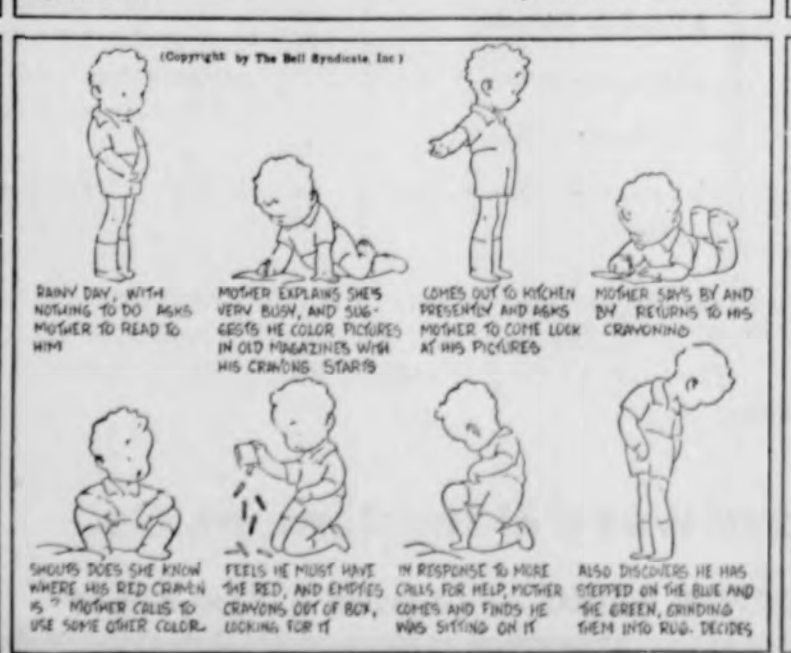 (Copyright by The Bell Syndicate Inc)
RAINY DAY, WITH
NOTHING TO DO ASKS
MOTHER TO READ TO
HIM
MOTHER EXPLAINS SHE'S
VERY BUSY, AND SUG-
GESTS HE COLOR PICTURES
IN OLD MAGAZINES WITH
HIS CRAYONS STARTS
COMES OUT TO KITCHEN
PRESENTLY AND ASKS
MOTHER TO COME LOOK
AT HIS PICTURES
MOTHER SAYS BY AND
BY RETURNS TO HIS
CRAYONING
SHOUTS DOES SHE KNOW
WHERE HIS RED CRAYON
IS? MOTHER CALLS TO
USE SOME OTHER COLOR.
FEELS HE MUST HAVE
THE RED, AND EMPTIES
CRAYONS OUT OF BOX,
LOOKING FOR IT
IN RESPONSE TO MORE
CALLS FOR HELP, MOTHER
COMES AND FINDS HE
WAS SITTING ON IT
ALSO DISCOVERS HE HAS
STEPPED ON THE BLUE AND
THE GREEN, GRINDING
THEM INTO RUG. DECIDES